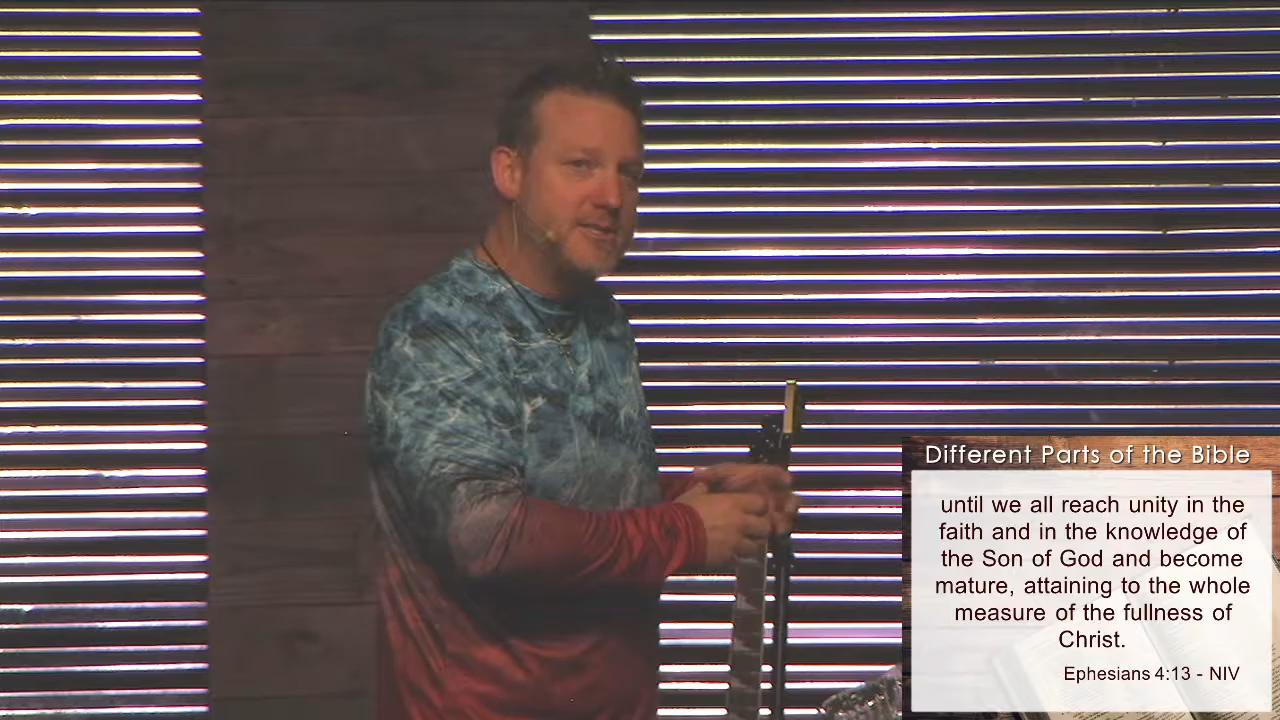 Different Parts of the Bible
until we all reach unity in the
faith and in the knowledge of
the Son of God and become
mature, attaining to the whole
measure of the fullness of
Christ.
Ephesians 4:13 - NIV